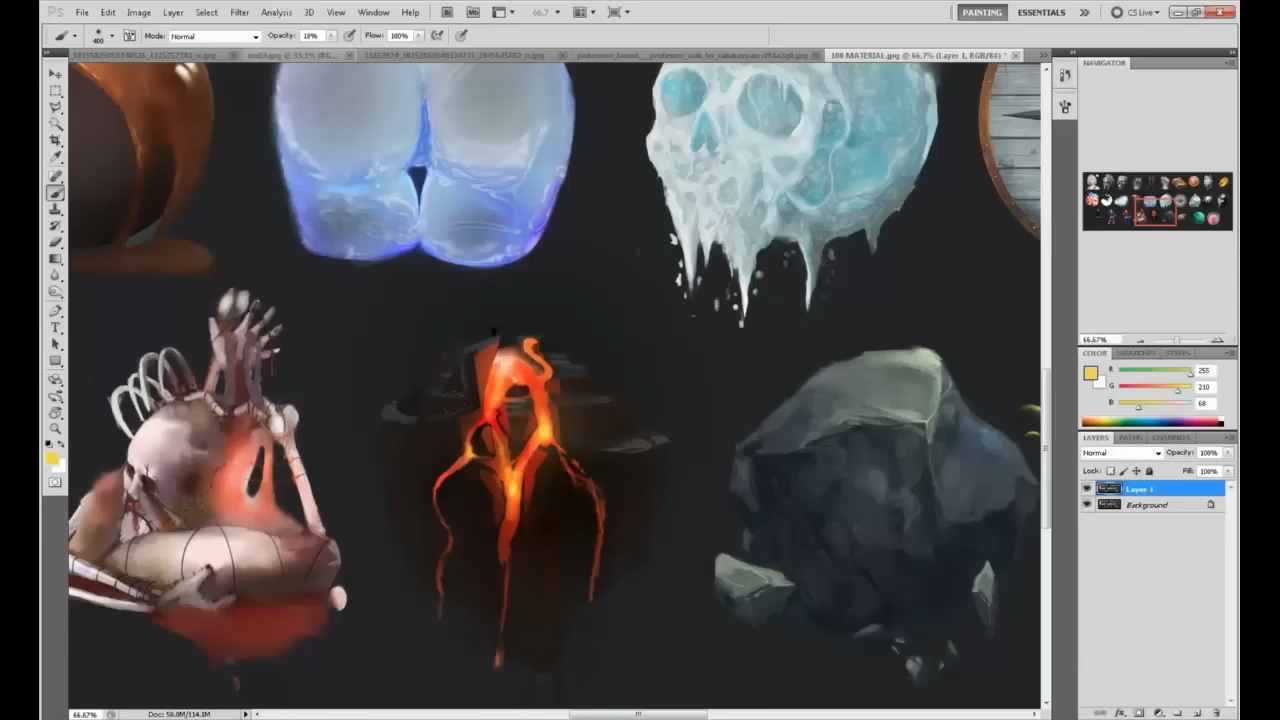 Ps File Edit Image Layer Select Filter Analysis 3D View Window Help Br Mb 66.7 PAINTING ESSENTIALS CS Live
400 Mode: Normal Opacity: 18% Flow: 100%
100 MATERIAL.jpg @ 66.7% (Layer 1, RGB/8#) *
NAVIGATOR
66.67%
COLOR SWATCHES STYLES
R 255
G 210
B 68
LAYERS PATHS CHANNELS
Normal Opacity: 100%
Lock: Fill: 100%
Layer 1
Background
66.67% Doc: 58.8M/114.1M